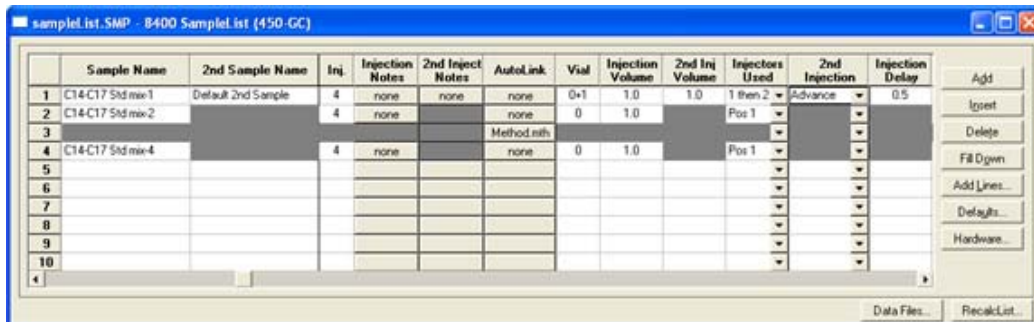 sampleList.SMP - 8400 SampleList (450-GC)
Sample Name 2nd Sample Name Inj. Injection Notes 2nd Inject Notes AutoLink Vial Injection Volume 2nd Inj Volume Injectors Used 2nd Injection Injection Delay
1 C14-C17 Std mix-1 Default 2nd Sample 4 none none none 0+1 1.0 1.0 1 then 2 Advance 0.5
2 C14-C17 Std mix-2 4 none none 0 1.0 Pos 1
3 Method.mth
4 C14-C17 Std mix-4 4 none none 0 1.0 Pos 1
5
6
7
8
9
10
Add
Insert
Delete
Fill Down
Add Lines...
Defaults...
Hardware...
Data Files... RecalcList...